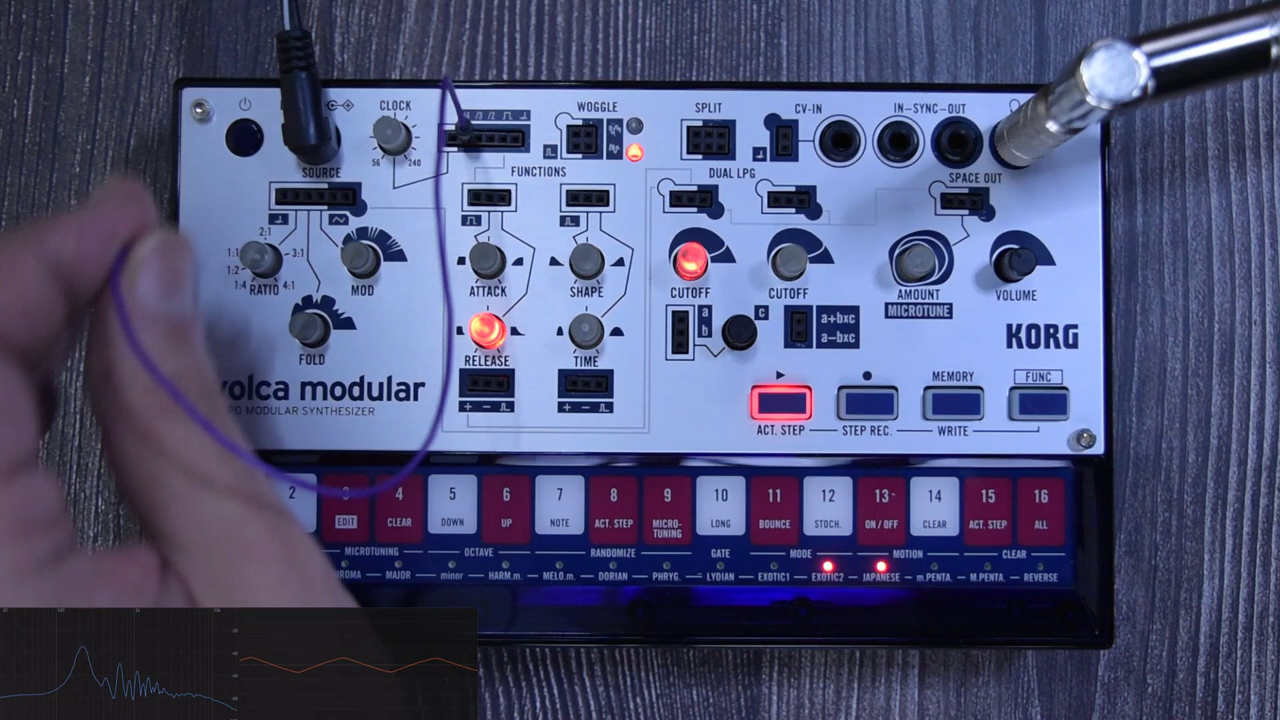 CLOCK
WOGGLE
SPLIT
CV-IN
IN-SYNC-OUT
56
240
SOURCE
FUNCTIONS
DUAL LPG
SPACE OUT
2:1
1:1
3:1
1:2
1:4
4:1
RATIO
MOD
ATTACK
SHAPE
CUTOFF
CUTOFF
AMOUNT
VOLUME
MICROTUNE
a
b
c
a+bxc
a-bxc
KORG
FOLD
RELEASE
TIME
volca modular
MODULAR SYNTHESIZER
+ -
+ -
MEMORY
FUNC
ACT. STEP
STEP REC.
WRITE
2 3 4 5 6 7 8 9 10 11 12 13 14 15 16
EDIT CLEAR DOWN UP NOTE ACT. STEP MICRO-TUNING LONG BOUNCE STOCH. ON / OFF CLEAR ACT. STEP ALL
MICROTUNING OCTAVE RANDOMIZE GATE MODE MOTION CLEAR
MAJOR minor HARM.m. MELO.m. DORIAN PHRYG. LYDIAN EXOTIC1 EXOTIC2 JAPANESE m.PENTA. M.PENTA. REVERSE